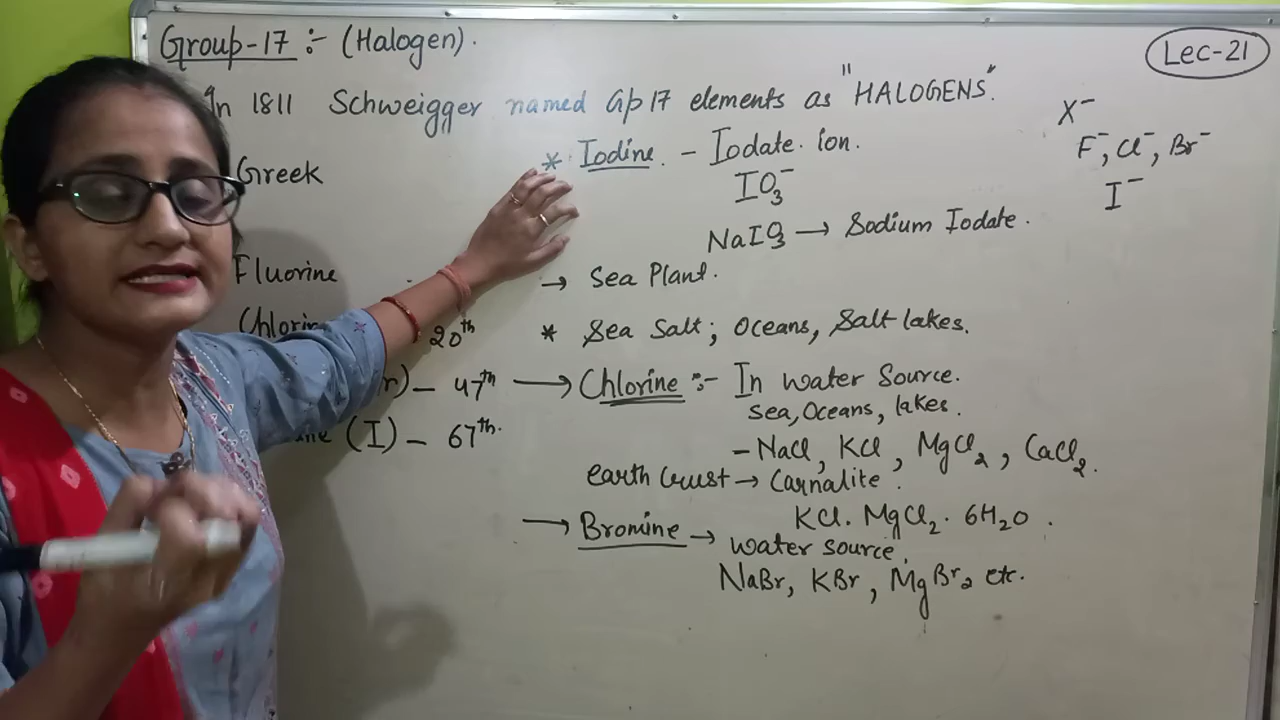 Group-17 :- (Halogen).
Lec-21
In 1811 Schweigger named Gp 17 elements as "HALOGENS".
X⁻
F⁻, Cl⁻, Br⁻
I⁻
Greek
* Iodine. - Iodate ion.
IO₃⁻
NaIO₃ → Sodium Iodate.
Fluorine
→ Sea Plant.
20th
* Sea Salt; Oceans, Salt lakes.
r) - 47th
→ Chlorine :- In water Source.
Sea, Oceans, lakes.
(I) - 67th.
- NaCl, KCl, MgCl₂, CaCl₂.
earth Crust → Carnalite.
KCl. MgCl₂. 6H₂O.
→ Bromine → water source,
NaBr, KBr, MgBr₂ etc.